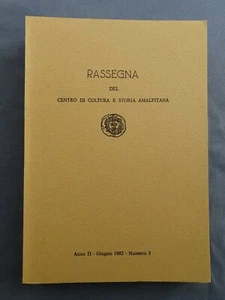 RASSEGNA
DEL
CENTRO DI CULTURA E STORIA AMALFITANA
Anno II - Giugno 1982 - Numero 3